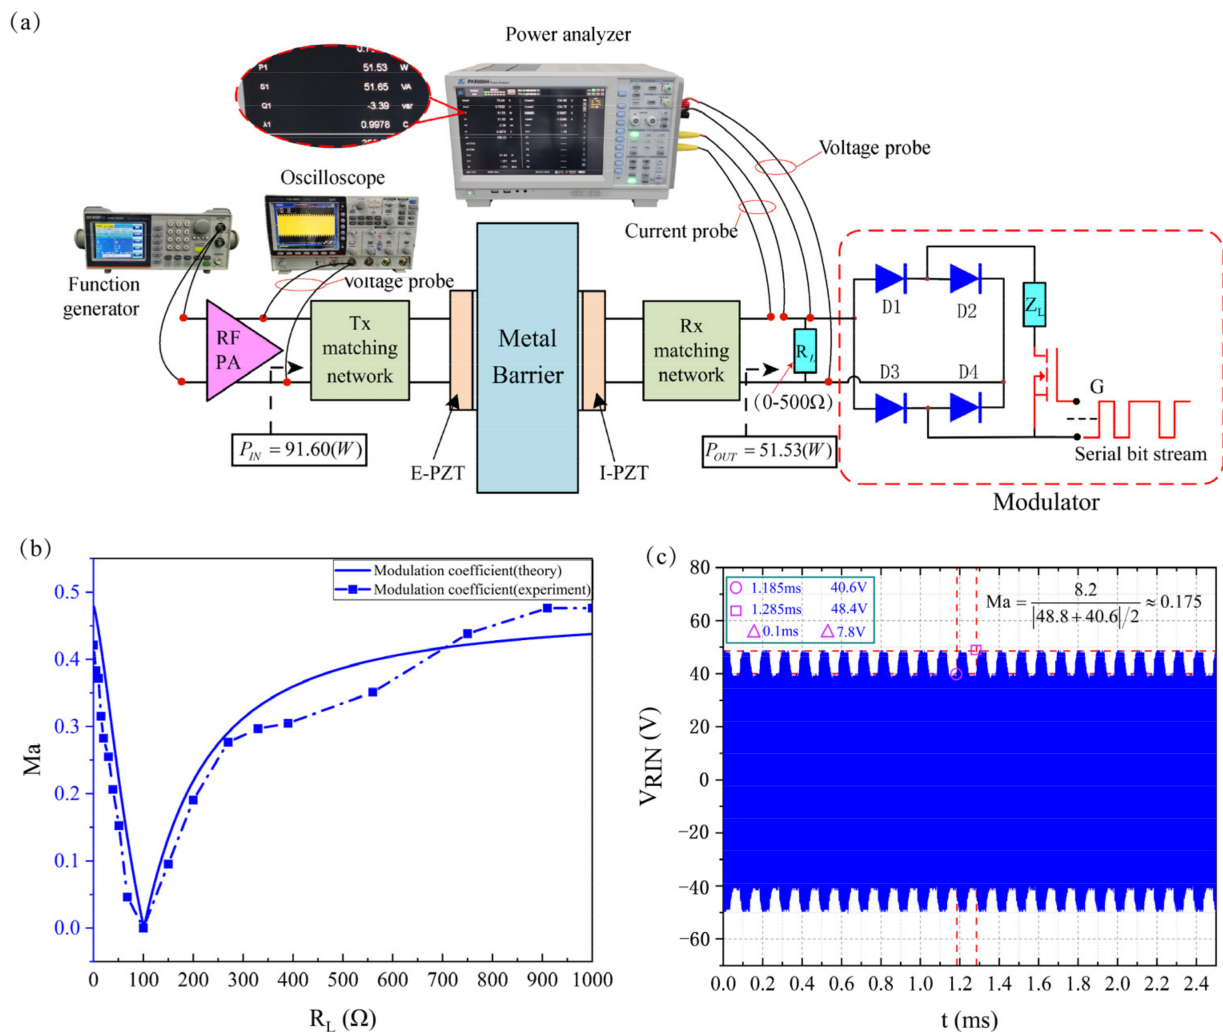 (a)
Power analyzer
P1 51.53 W
S1 51.65 VA
Q1 -3.39 var
λ1 0.9978 C
PA8000H
Voltage probe
Oscilloscope
Current probe
Function
generator
Voltage probe
RF
PA
Tx
matching
network
Metal
Barrier
Rx
matching
network
R_L
(0-500Ω)
D1
D2
D3
D4
Z_L
G
Serial bit stream
P_IN = 91.60(W)
E-PZT
I-PZT
P_OUT = 51.53(W)
Modulator
(b)
Modulation coefficient(theory)
Modulation coefficient(experiment)
0.5
0.4
0.3
0.2
0.1
0.0
Ma
0 100 200 300 400 500 600 700 800 900 1000
R_L (Ω)
(c)
1.185ms 40.6V
1.285ms 48.4V
△0.1ms △7.8V
Ma = 8.2 / |48.8 + 40.6|/2 ≈ 0.175
80
60
40
20
0
−20
−40
−60
V_RIN (V)
0.0 0.2 0.4 0.6 0.8 1.0 1.2 1.4 1.6 1.8 2.0 2.2 2.4
t (ms)